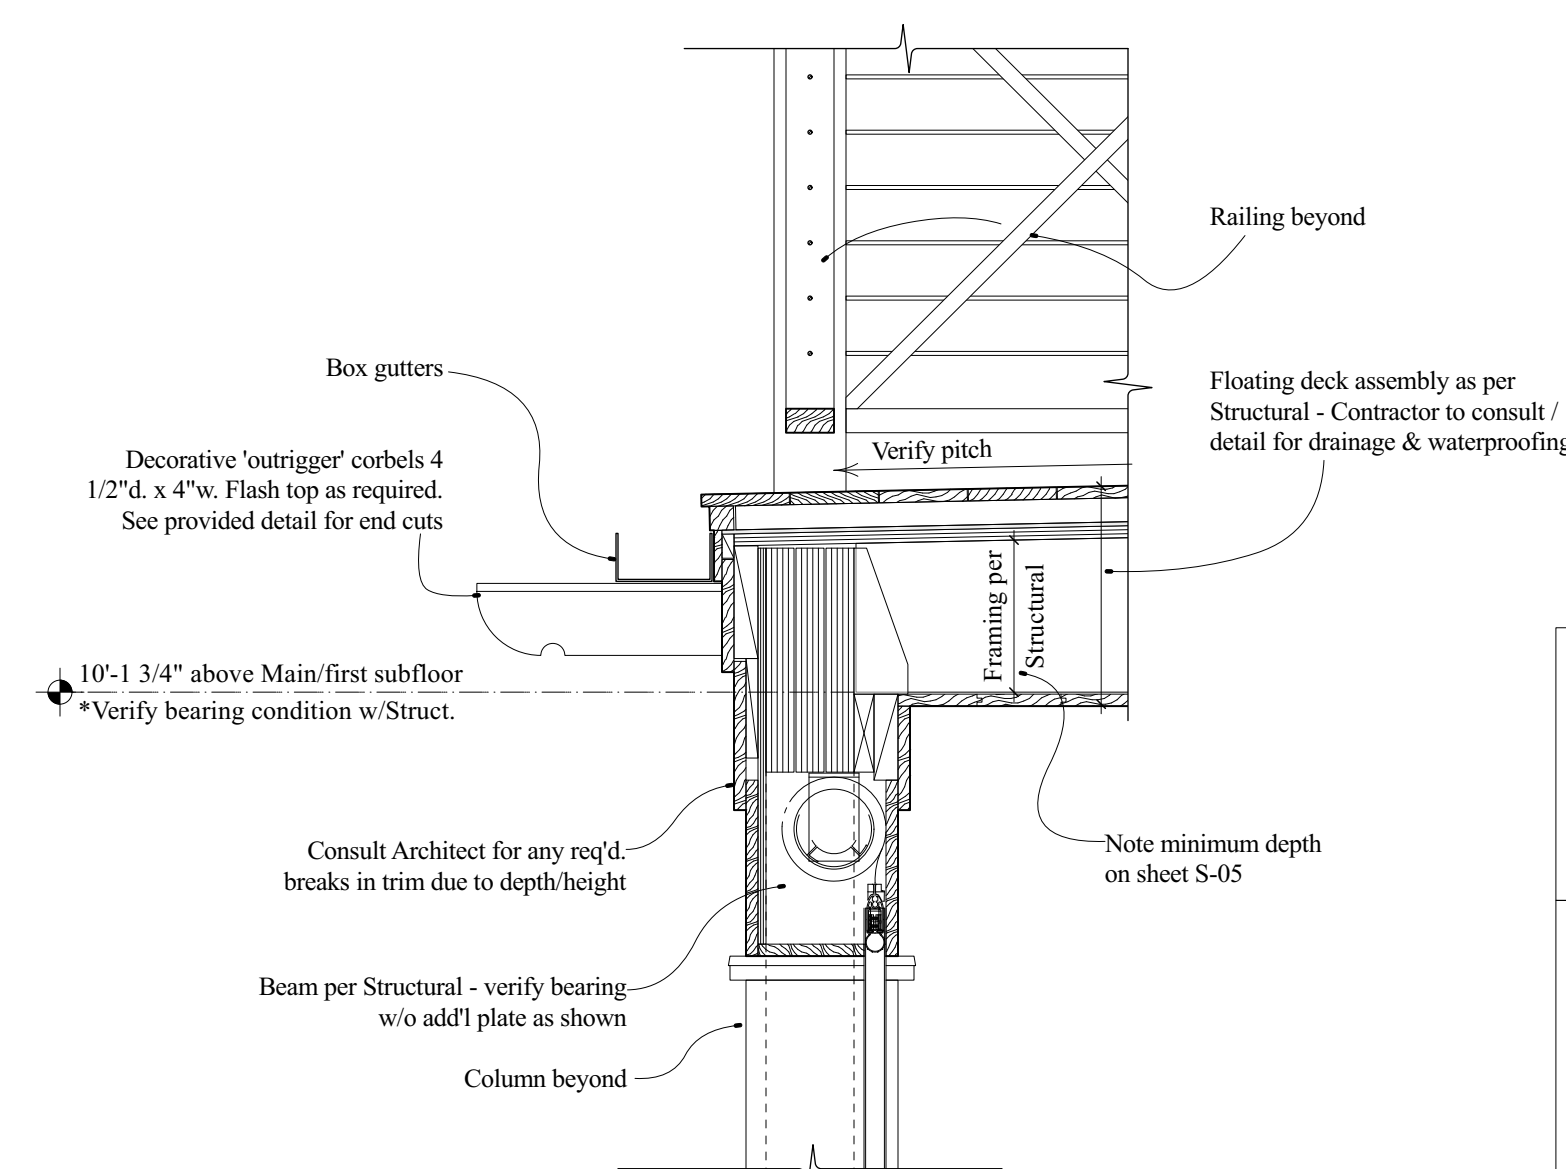 Railing beyond
Box gutters
Floating deck assembly as per
Structural - Contractor to consult /
detail for drainage & waterproofing
Verify pitch
Decorative 'outrigger' corbels 4
1/2"d. x 4"w. Flash top as required.
See provided detail for end cuts
Framing per
Structural
10'-1 3/4" above Main/first subfloor
*Verify bearing condition w/Struct.
Consult Architect for any req'd.
breaks in trim due to depth/height
Note minimum depth
on sheet S-05
Beam per Structural - verify bearing
w/o add'l plate as shown
Column beyond